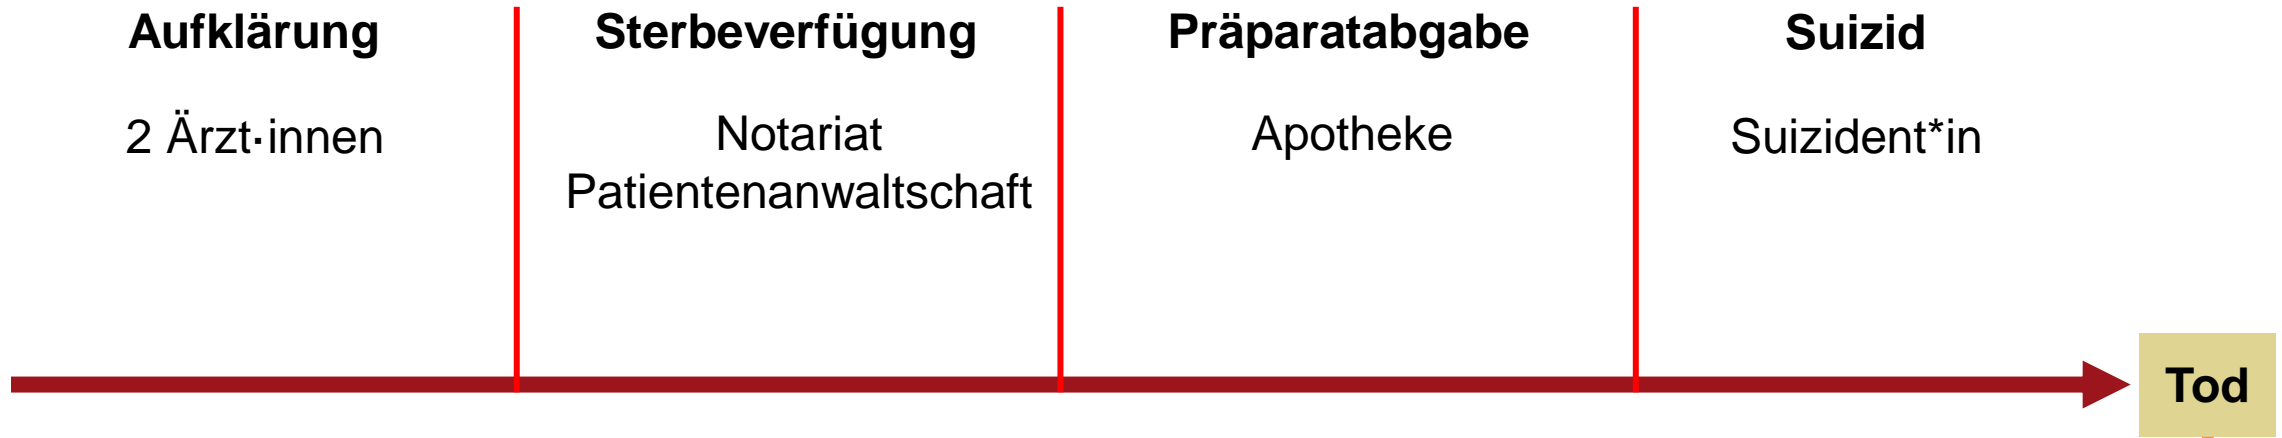 Aufklärung
2 Ärzt·innen
Sterbeverfügung
Notariat
Patientenanwaltschaft
Präparatabgabe
Apotheke
Suizid
Suizident*in
Tod